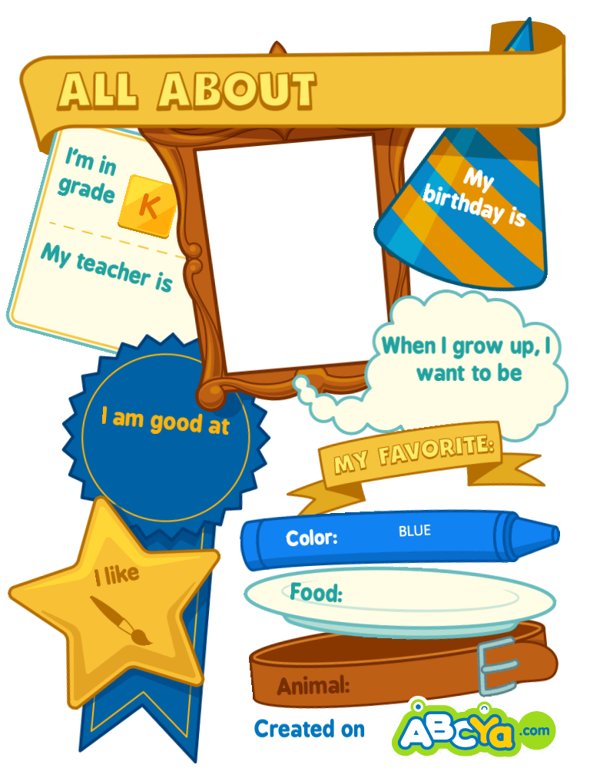 ALL ABOUT
I'm in
grade K
My teacher is
My
birthday is
When I grow up, I
want to be
I am good at
MY FAVORITE:
Color: BLUE
I like
Food:
Animal:
Created on ABCYa.com